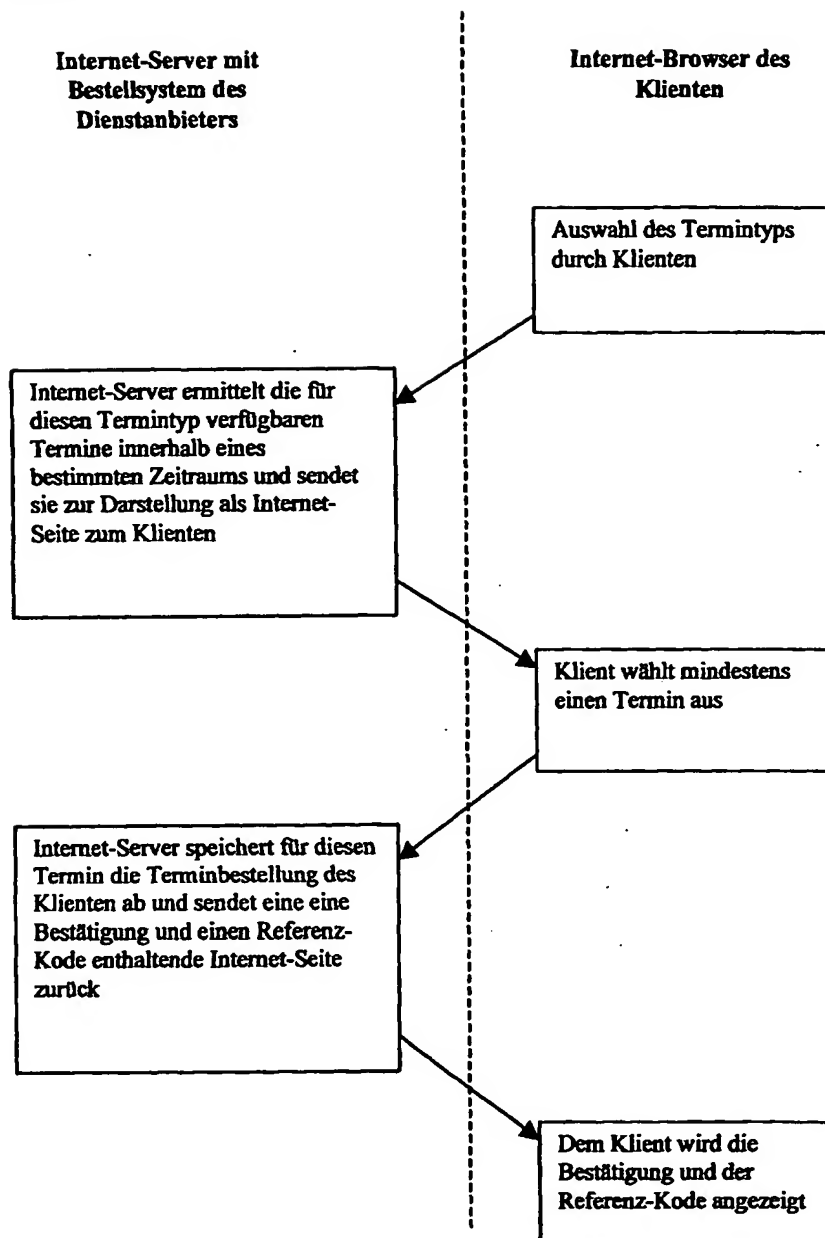 Internet-Server mit
Bestellsystem des
Dienstanbieters
Internet-Browser des
Klienten
Auswahl des Termintyps
durch Klienten
Internet-Server ermittelt die für
diesen Termintyp verfügbaren
Termine innerhalb eines
bestimmten Zeitraums und sendet
sie zur Darstellung als Internet-
Seite zum Klienten
Klient wählt mindestens
einen Termin aus
Internet-Server speichert für diesen
Termin die Terminbestellung des
Klienten ab und sendet eine eine
Bestätigung und einen Referenz-
Kode enthaltende Internet-Seite
zurück
Dem Klient wird die
Bestätigung und der
Referenz-Kode angezeigt